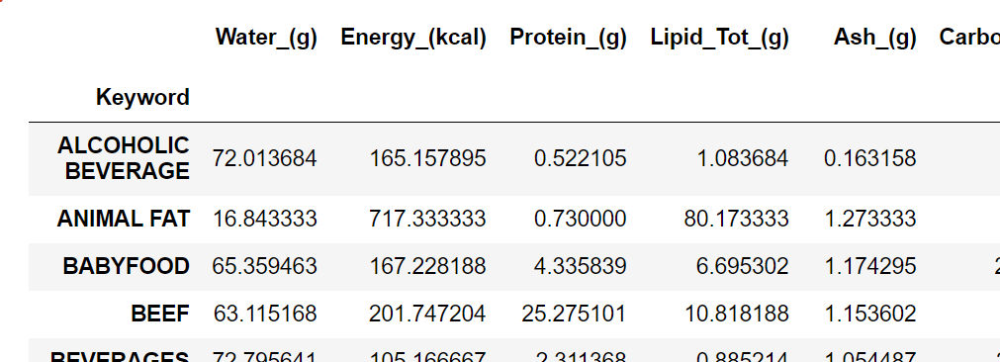 Water_(g) Energy_(kcal) Protein_(g) Lipid_Tot_(g) Ash_(g) Carbo
Keyword
ALCOHOLIC
BEVERAGE 72.013684 165.157895 0.522105 1.083684 0.163158
ANIMAL FAT 16.843333 717.333333 0.730000 80.173333 1.273333
BABYFOOD 65.359463 167.228188 4.335839 6.695302 1.174295
BEEF 63.115168 201.747204 25.275101 10.818188 1.153602
BEVERAGES 72.795641 105.166667 2.311368 0.885214 1.054487